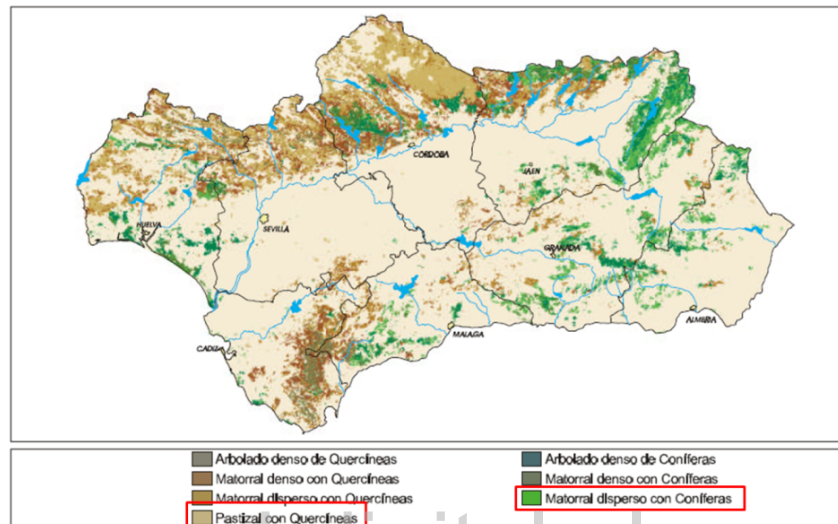 CORDOBA
JAEN
HUELVA
SEVILLA
GRANADA
ALMERIA
MALAGA
CADIZ
Arbolado denso de Quercíneas
Matorral denso con Quercíneas
Matorral disperso con Quercíneas
Pastizal con Quercíneas
Arbolado denso de Coníferas
Matorral denso con Coníferas
Matorral disperso con Coníferas